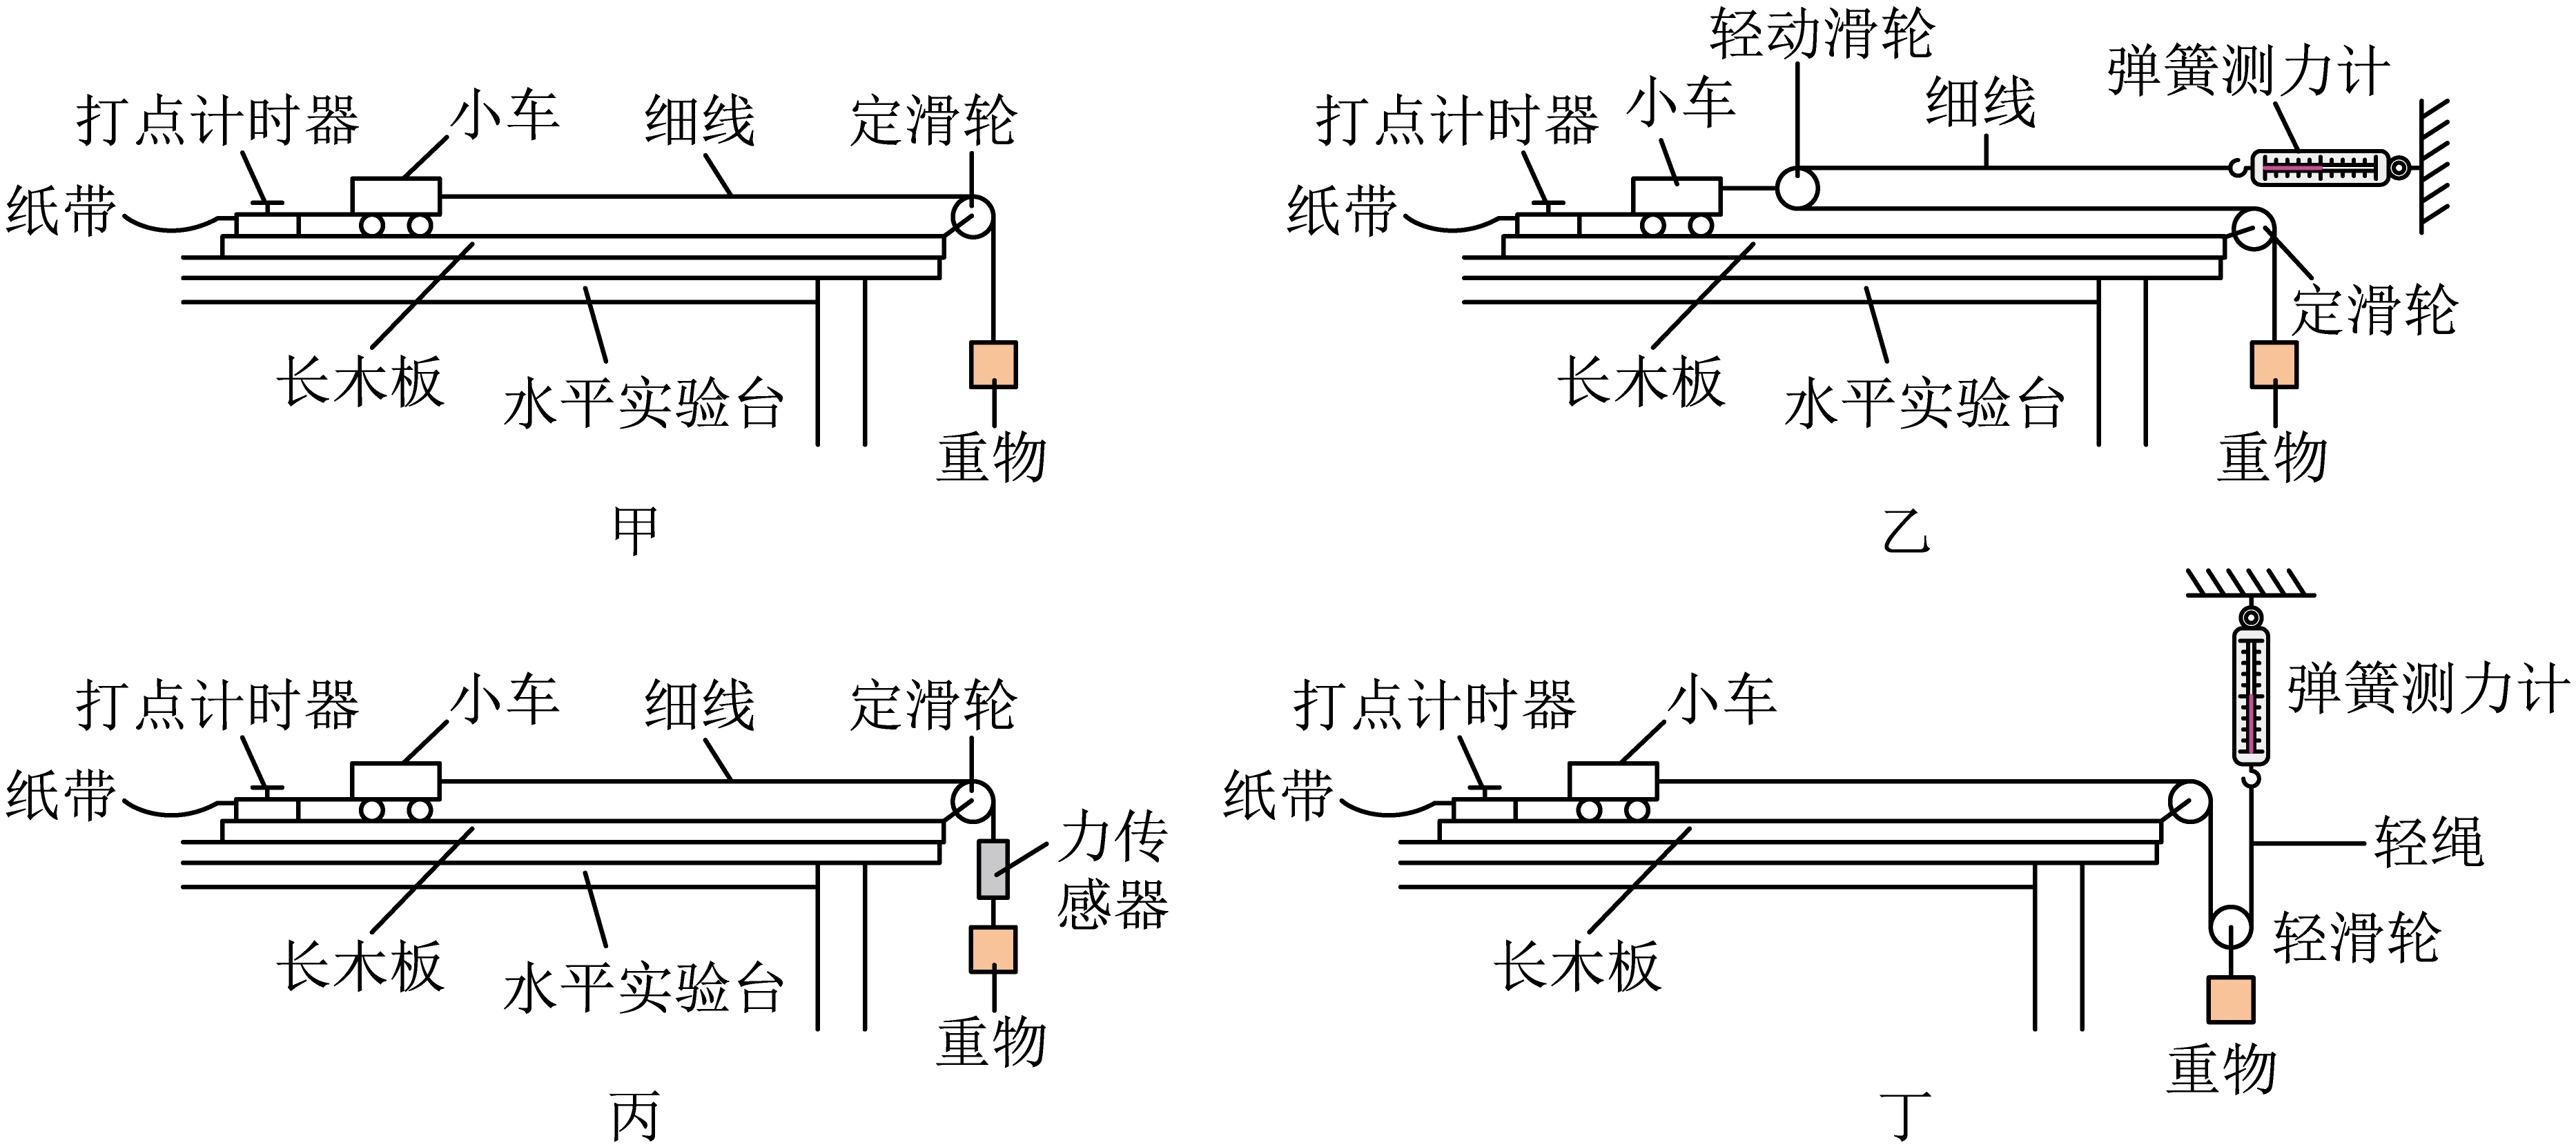 打点计时器
小车
细线
定滑轮
纸带
长木板
水平实验台
重物
甲
轻动滑轮
打点计时器
小车
细线
弹簧测力计
纸带
定滑轮
长木板
水平实验台
重物
乙
打点计时器
小车
细线
定滑轮
纸带
力传
感器
长木板
水平实验台
重物
丙
打点计时器
小车
弹簧测力计
纸带
轻绳
轻滑轮
长木板
重物
丁